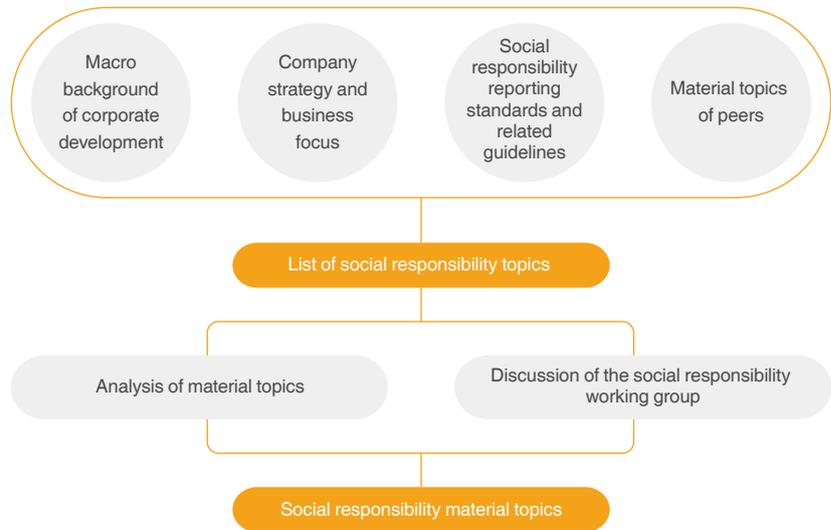 Macro
background
of corporate
development
Company
strategy and
business
focus
Social
responsibility
reporting
standards and
related
guidelines
Material topics
of peers
List of social responsibility topics
Analysis of material topics
Discussion of the social responsibility
working group
Social responsibility material topics